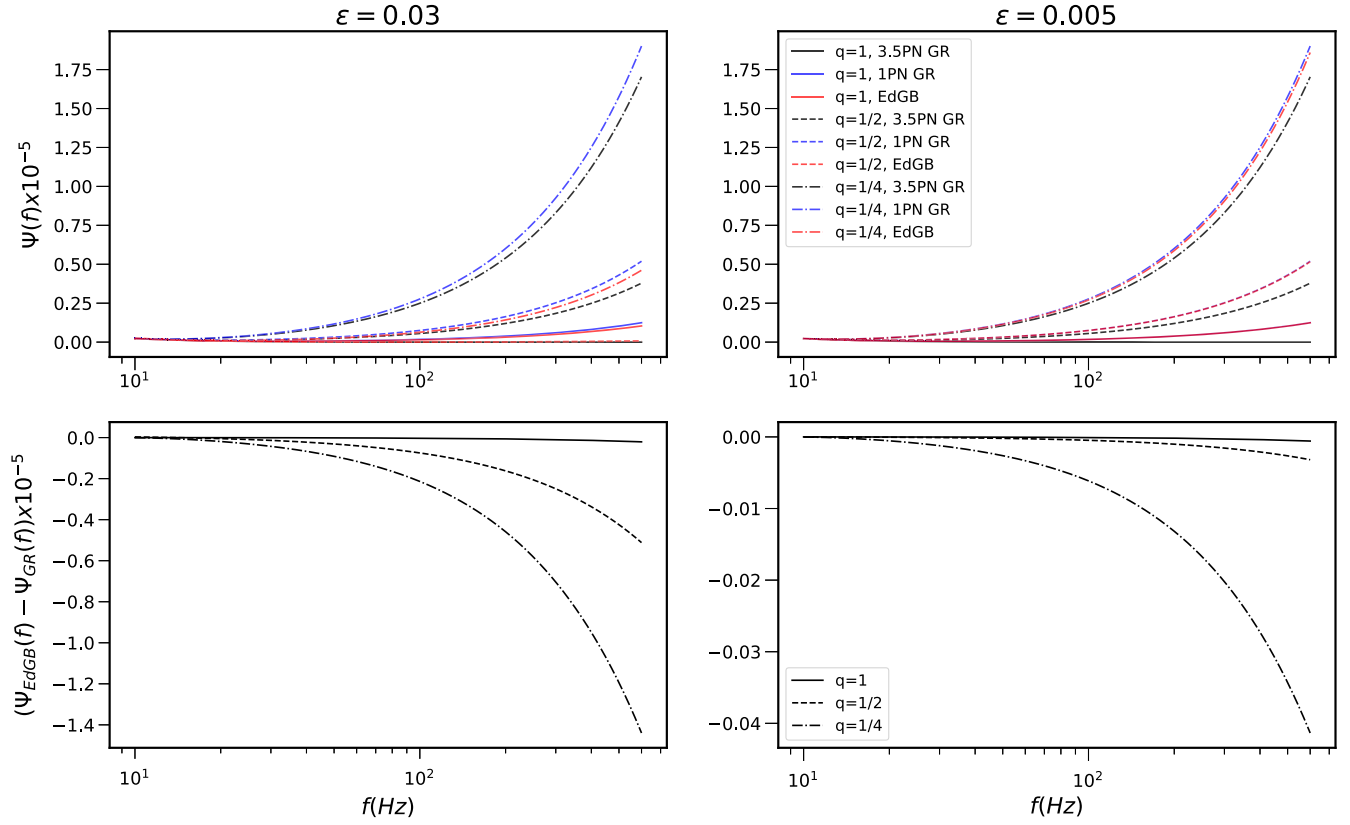 ε = 0.03
ε = 0.005
Ψ(f)x10⁻⁵
1.75
1.50
1.25
1.00
0.75
0.50
0.25
0.00
10¹
10²
1.75
1.50
1.25
1.00
0.75
0.50
0.25
0.00
10¹
10²
q=1, 3.5PN GR
q=1, 1PN GR
q=1, EdGB
q=1/2, 3.5PN GR
q=1/2, 1PN GR
q=1/2, EdGB
q=1/4, 3.5PN GR
q=1/4, 1PN GR
q=1/4, EdGB
(Ψ_EdGB(f) − Ψ_GR(f))x10⁻⁵
0.0
−0.2
−0.4
−0.6
−0.8
−1.0
−1.2
−1.4
10¹
10²
f(Hz)
0.00
−0.01
−0.02
−0.03
−0.04
q=1
q=1/2
q=1/4
10¹
10²
f(Hz)